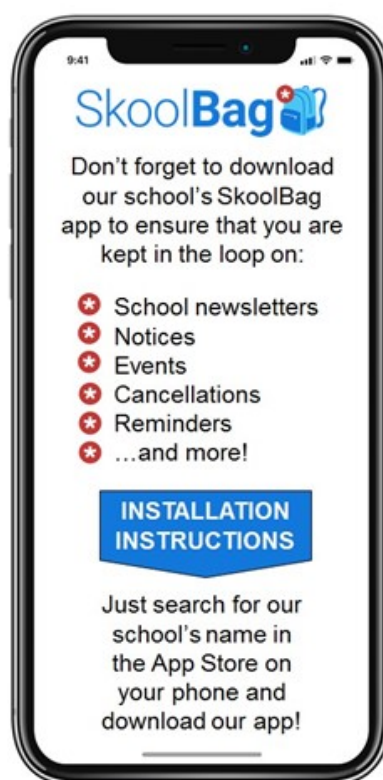 9:41
SkoolBag
Don't forget to download
our school's SkoolBag
app to ensure that you are
kept in the loop on:
School newsletters
Notices
Events
Cancellations
Reminders
...and more!
INSTALLATION
INSTRUCTIONS
Just search for our
school's name in
the App Store on
your phone and
download our app!